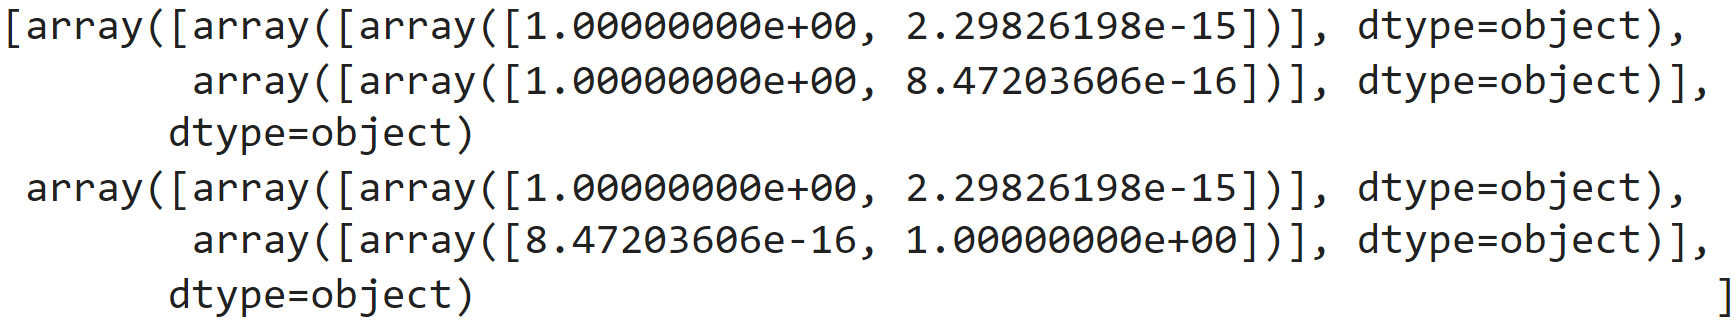 [array([array([array([1.00000000e+00, 2.29826198e-15])], dtype=object),
array([array([1.00000000e+00, 8.47203606e-16])], dtype=object)],
dtype=object)
array([array([array([1.00000000e+00, 2.29826198e-15])], dtype=object),
array([array([8.47203606e-16, 1.00000000e+00])], dtype=object)],
dtype=object) ]